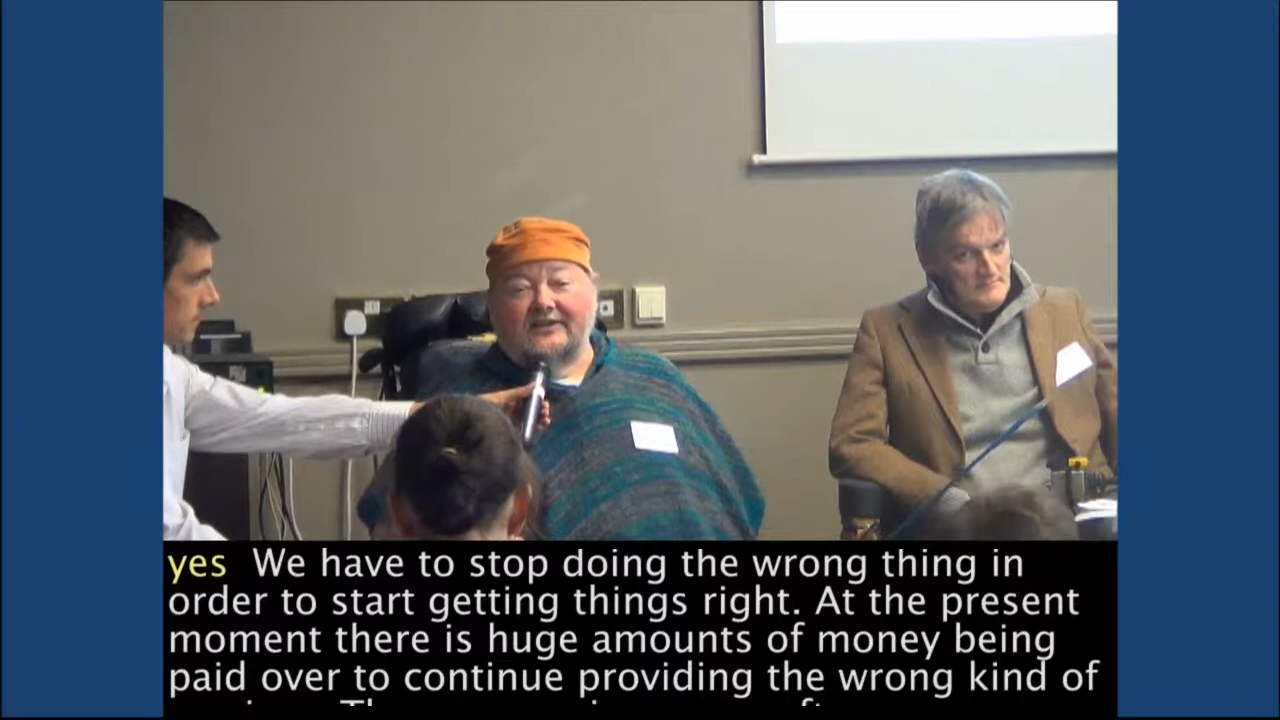 yes We have to stop doing the wrong thing in
order to start getting things right. At the present
moment there is huge amounts of money being
paid over to continue providing the wrong kind of